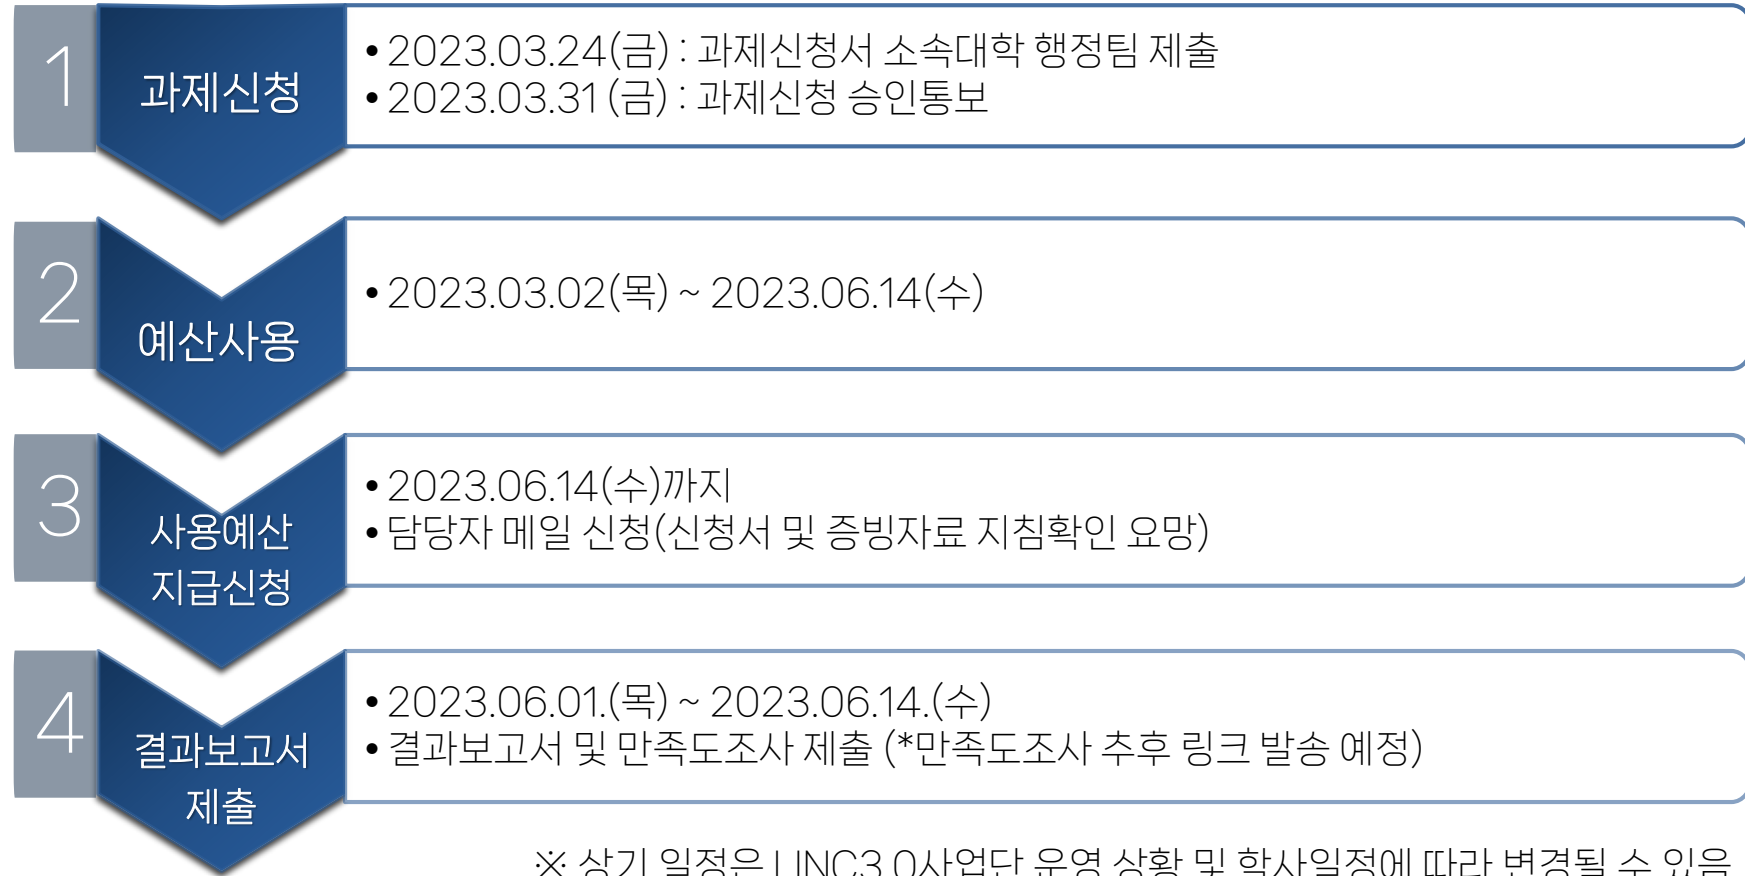 1
과제신청
• 2023.03.24(금) : 과제신청서 소속대학 행정팀 제출
• 2023.03.31 (금) : 과제신청 승인통보
2
예산사용
• 2023.03.02(목) ~ 2023.06.14(수)
3
사용예산
지급신청
• 2023.06.14(수)까지
• 담당자 메일 신청(신청서 및 증빙자료 지침확인 요망)
4
결과보고서
제출
• 2023.06.01.(목) ~ 2023.06.14.(수)
• 결과보고서 및 만족도조사 제출 (*만족도조사 추후 링크 발송 예정)
※ 상기 일정은 LINC3.0사업단 운영 상황 및 학사일정에 따라 변경될 수 있음